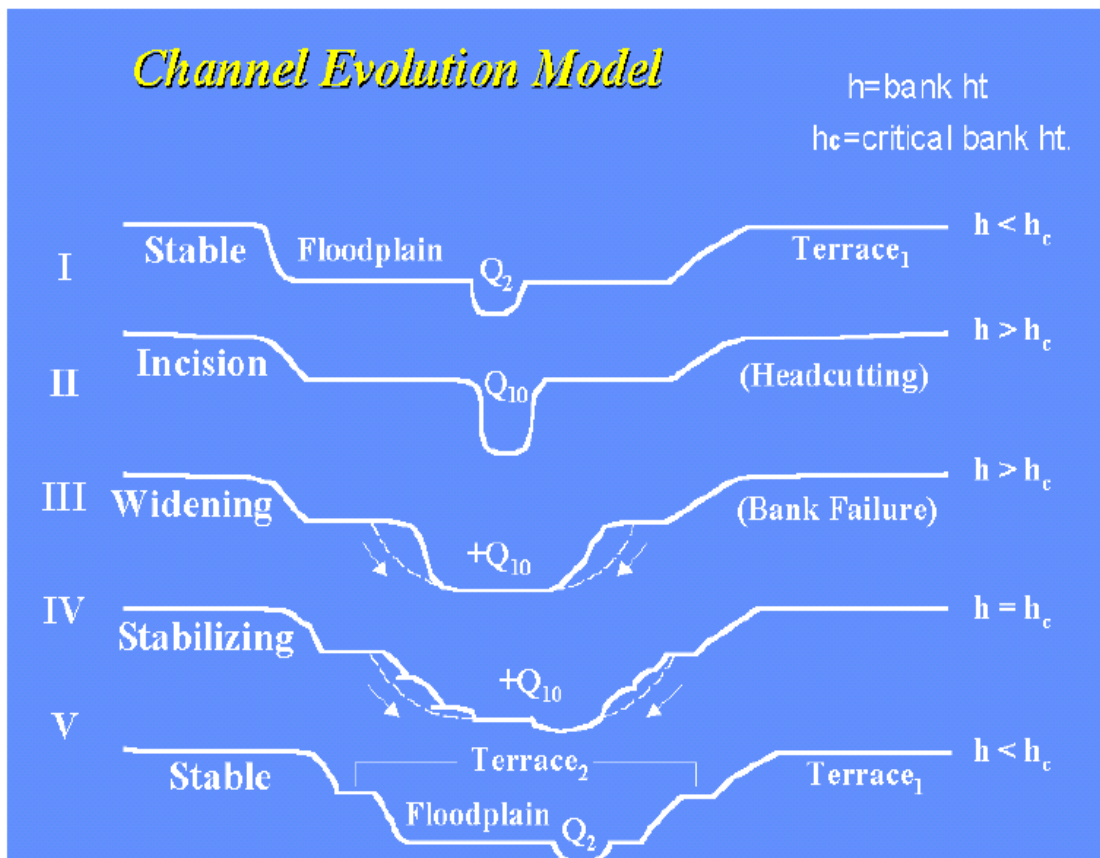 Channel Evolution Model
h=bank ht
hc=critical bank ht.
I Stable Floodplain Q2 Terrace1 h < hc
II Incision Q10 (Headcutting) h > hc
III Widening +Q10 (Bank Failure) h > hc
IV Stabilizing +Q10 h = hc
V Stable Terrace2 Terrace1 h < hc
Floodplain Q2